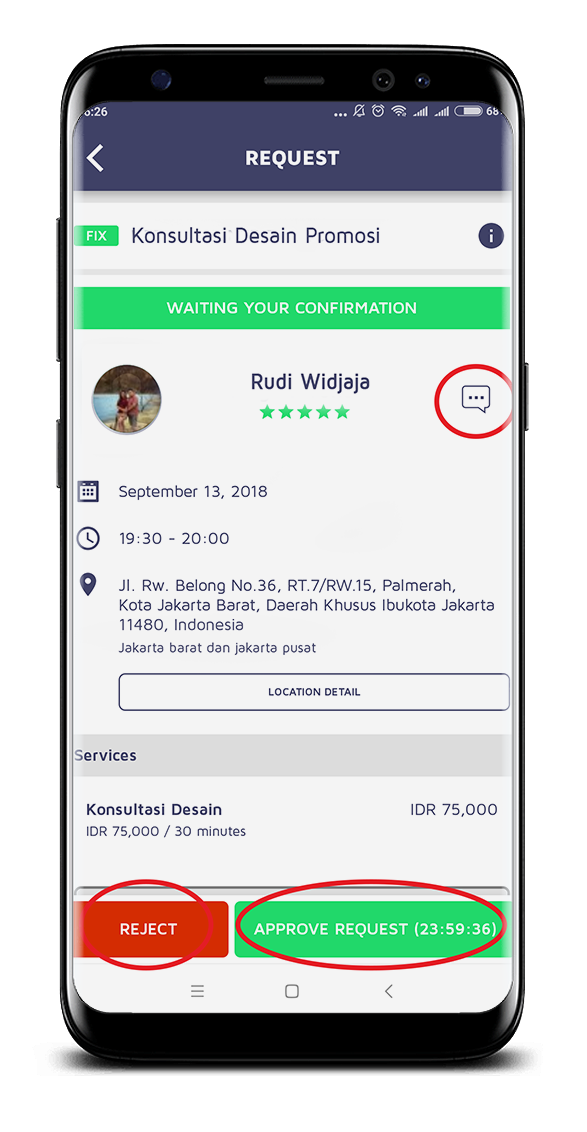 6:26
68
REQUEST
FIX Konsultasi Desain Promosi
WAITING YOUR CONFIRMATION
Rudi Widjaja
September 13, 2018
19:30 - 20:00
Jl. Rw. Belong No.36, RT.7/RW.15, Palmerah,
Kota Jakarta Barat, Daerah Khusus Ibukota Jakarta
11480, Indonesia
Jakarta barat dan jakarta pusat
LOCATION DETAIL
Services
Konsultasi Desain IDR 75,000
IDR 75,000 / 30 minutes
REJECT APPROVE REQUEST (23:59:36)